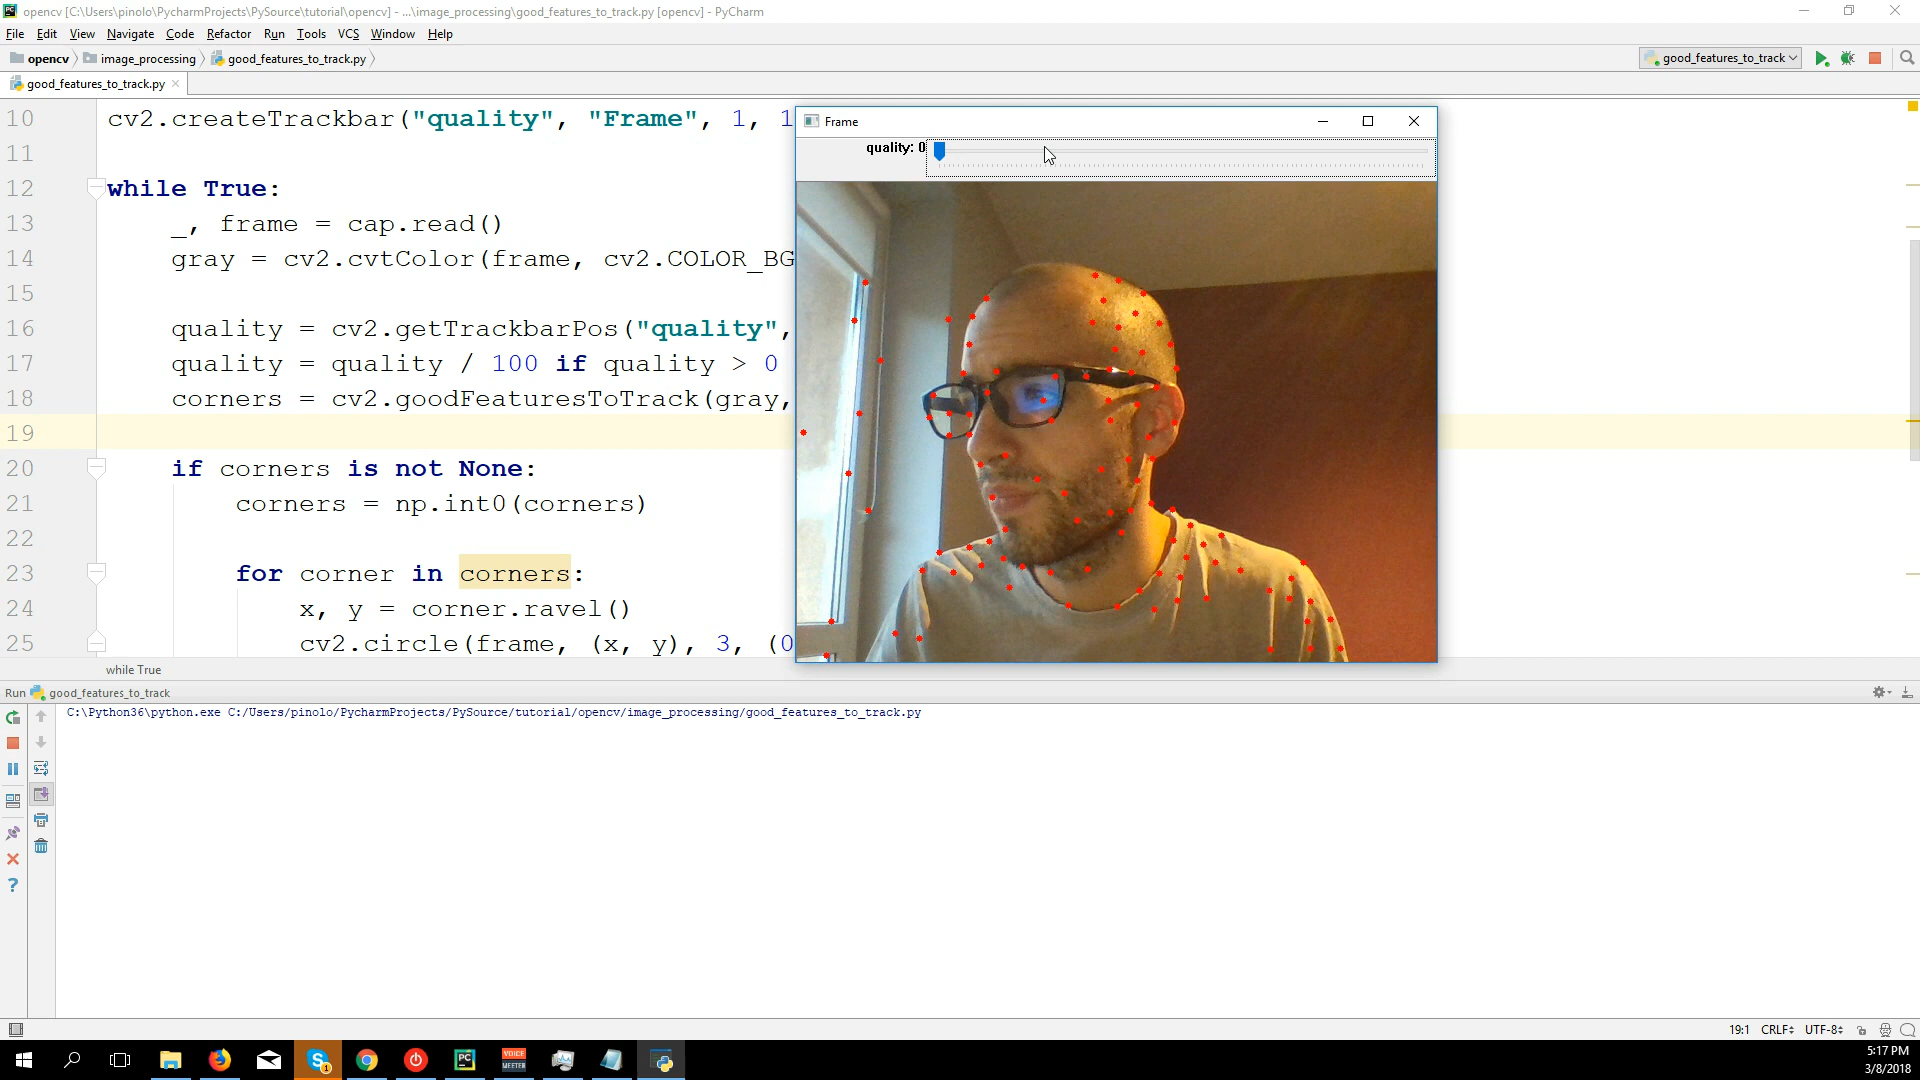 opencv [C:\Users\pinolo\PycharmProjects\PySource\tutorial\opencv] - ...\image_processing\good_features_to_track.py [opencv] - PyCharm
File Edit View Navigate Code Refactor Run Tools VCS Window Help
opencv image_processing good_features_to_track.py good_features_to_track
good_features_to_track.py
10 cv2.createTrackbar("quality", "Frame", 1, 1
11
12 while True:
13 _, frame = cap.read()
14 gray = cv2.cvtColor(frame, cv2.COLOR_BG
15
16 quality = cv2.getTrackbarPos("quality",
17 quality = quality / 100 if quality > 0
18 corners = cv2.goodFeaturesToTrack(gray,
19
20 if corners is not None:
21 corners = np.int0(corners)
22
23 for corner in corners:
24 x, y = corner.ravel()
25 cv2.circle(frame, (x, y), 3, (0
Frame
quality: 0
while True
Run good_features_to_track
C:\Python36\python.exe C:/Users/pinolo/PycharmProjects/PySource/tutorial/opencv/image_processing/good_features_to_track.py
19:1 CRLF UTF-8
VOICE
MEETER
5:17 PM
3/8/2018